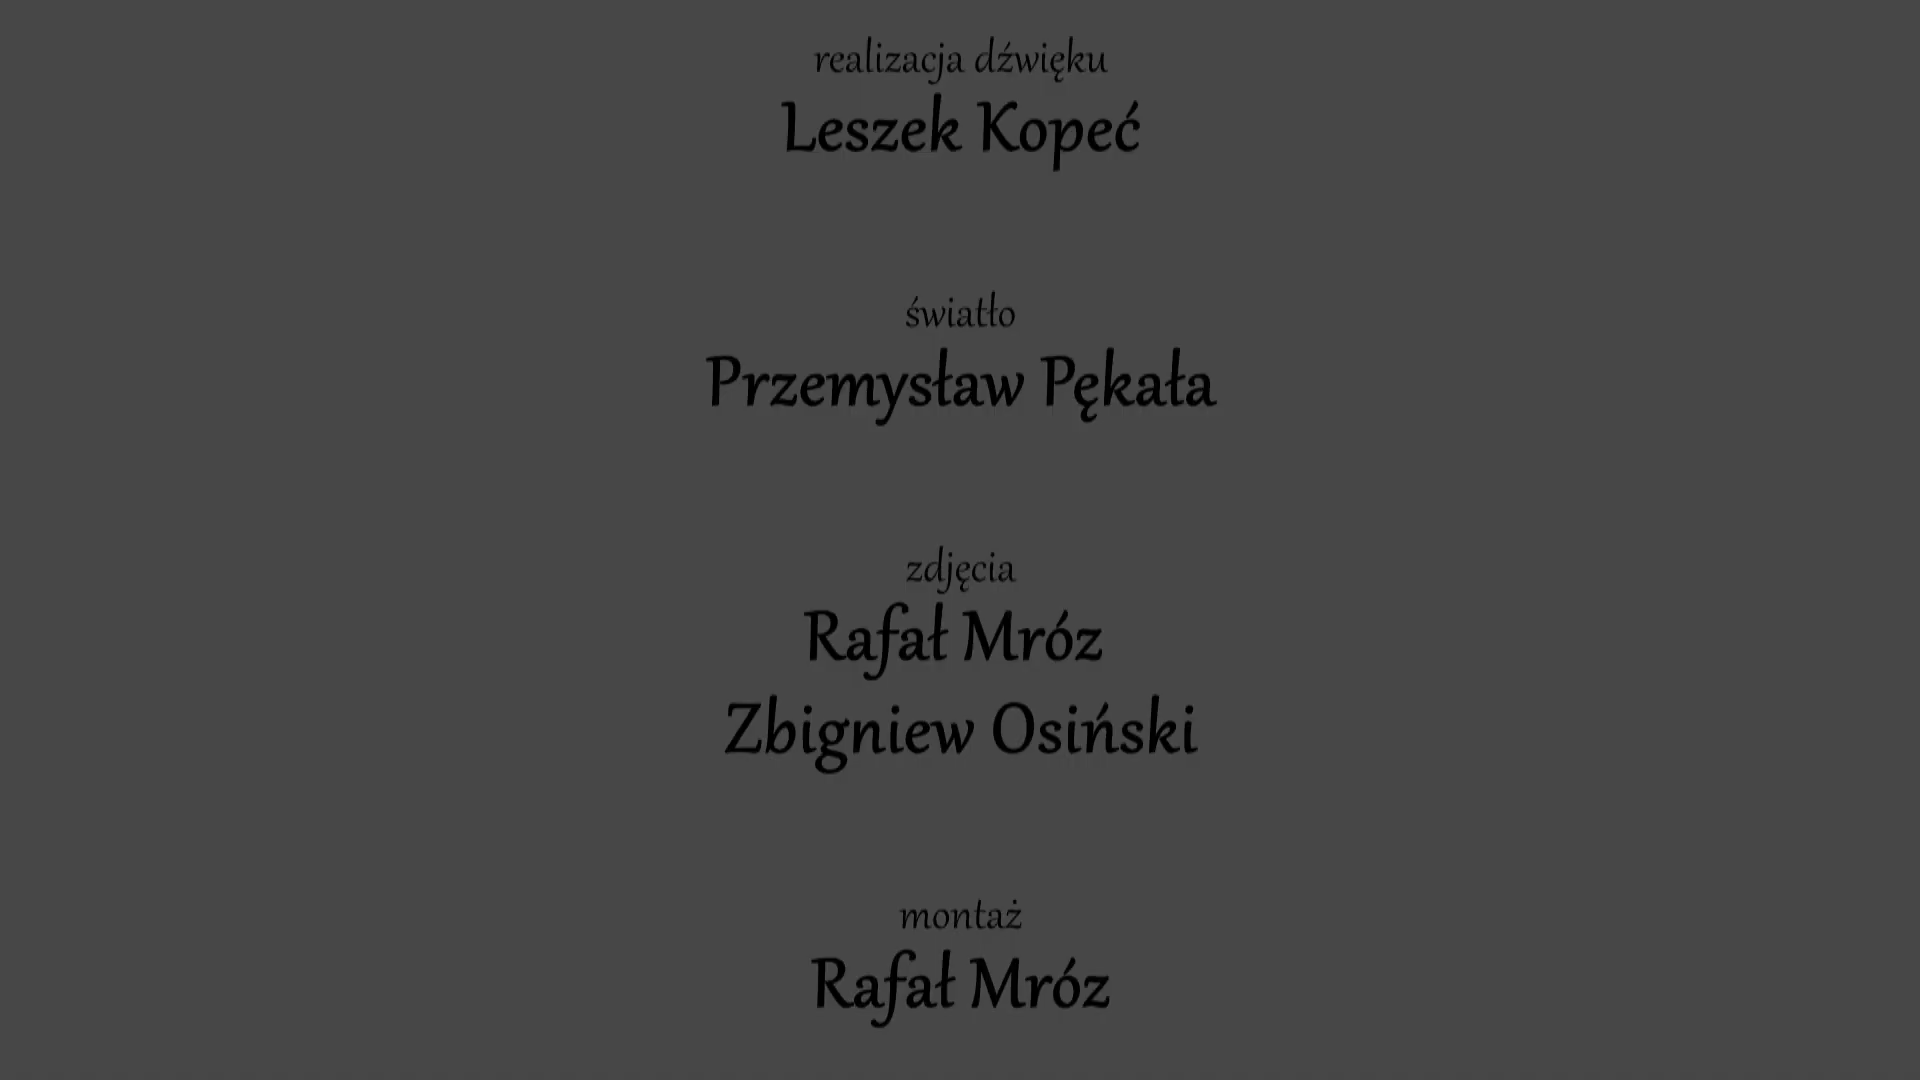 realizacja dźwięku
Leszek Kopeć
światło
Przemysław Pękała
zdjęcia
Rafał Mróz
Zbigniew Osiński
montaż
Rafał Mróz